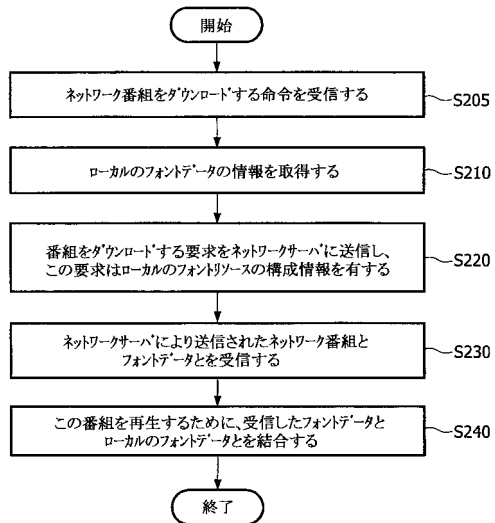 開始
ネットワーク番組をダウンロードする命令を受信する
S205
ローカルのフォントデータの情報を取得する
S210
番組をダウンロードする要求をネットワークサーバに送信し、
この要求はローカルのフォントリソースの構成情報を有する
S220
ネットワークサーバにより送信されたネットワーク番組と
フォントデータとを受信する
S230
この番組を再生するために、受信したフォントデータと
ローカルのフォントデータとを結合する
S240
終了